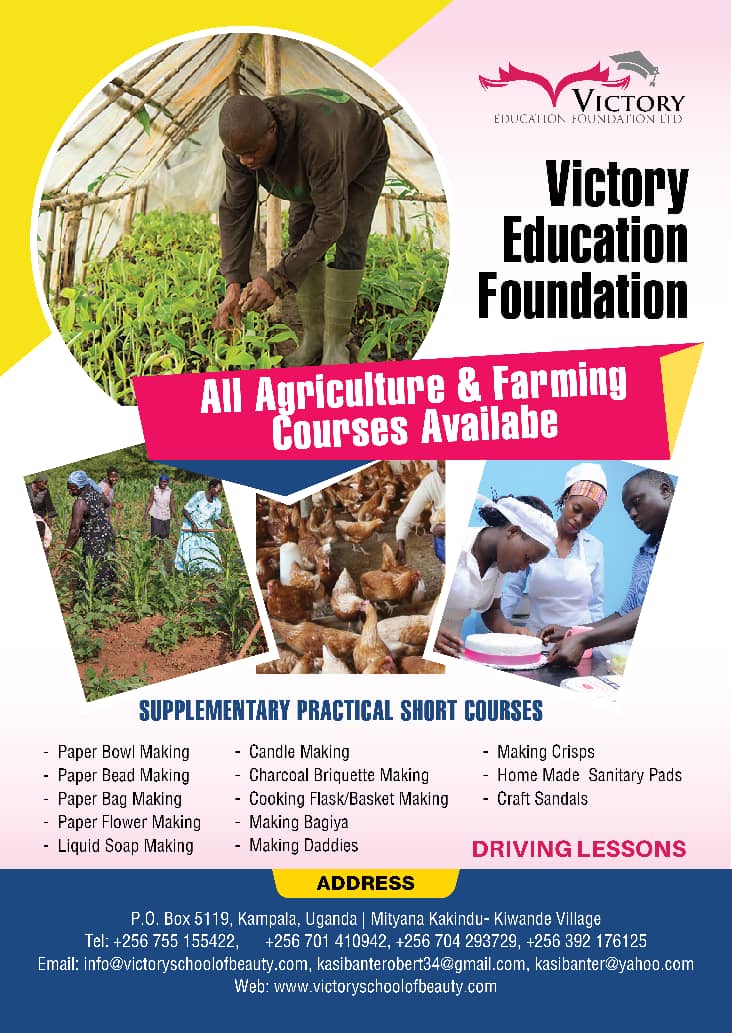 VICTORY
EDUCATION FOUNDATION LTD
Victory
Education
Foundation
All Agriculture & Farming
Courses Availabe
SUPPLEMENTARY PRACTICAL SHORT COURSES
- Paper Bowl Making
- Paper Bead Making
- Paper Bag Making
- Paper Flower Making
- Liquid Soap Making
- Candle Making
- Charcoal Briquette Making
- Cooking Flask/Basket Making
- Making Bagiya
- Making Daddies
- Making Crisps
- Home Made Sanitary Pads
- Craft Sandals
DRIVING LESSONS
ADDRESS
P.O. Box 5119, Kampala, Uganda | Mityana Kakindu- Kiwande Village
Tel: +256 755 155422, +256 701 410942, +256 704 293729, +256 392 176125
Email: info@victoryschoolofbeauty.com, kasibanterobert34@gmail.com, kasibanter@yahoo.com
Web: www.victoryschoolofbeauty.com